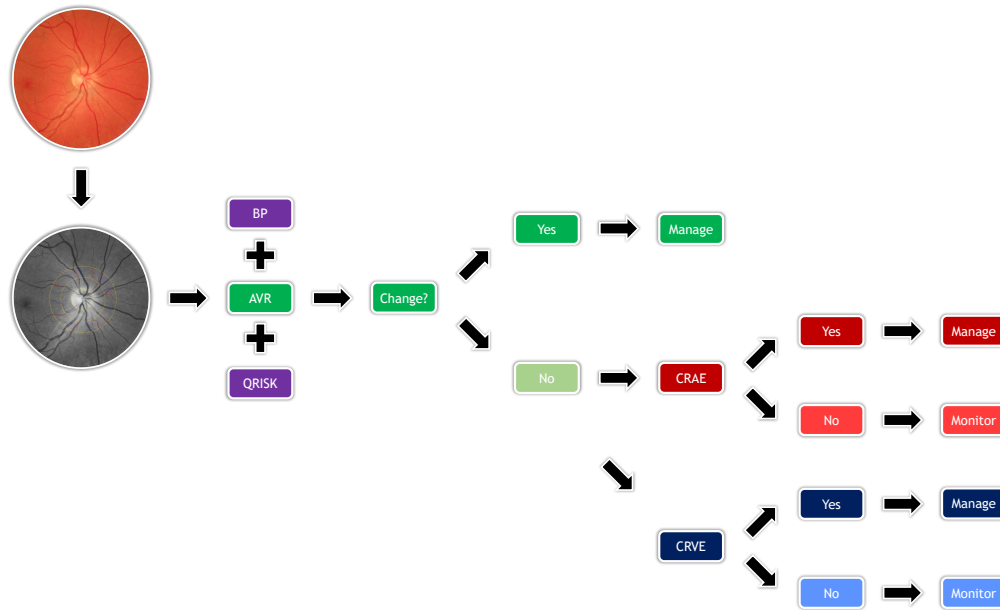 BP
Yes
Manage
AVR
Change?
Yes
Manage
QRISK
No
CRAE
No
Monitor
Yes
Manage
CRVE
No
Monitor